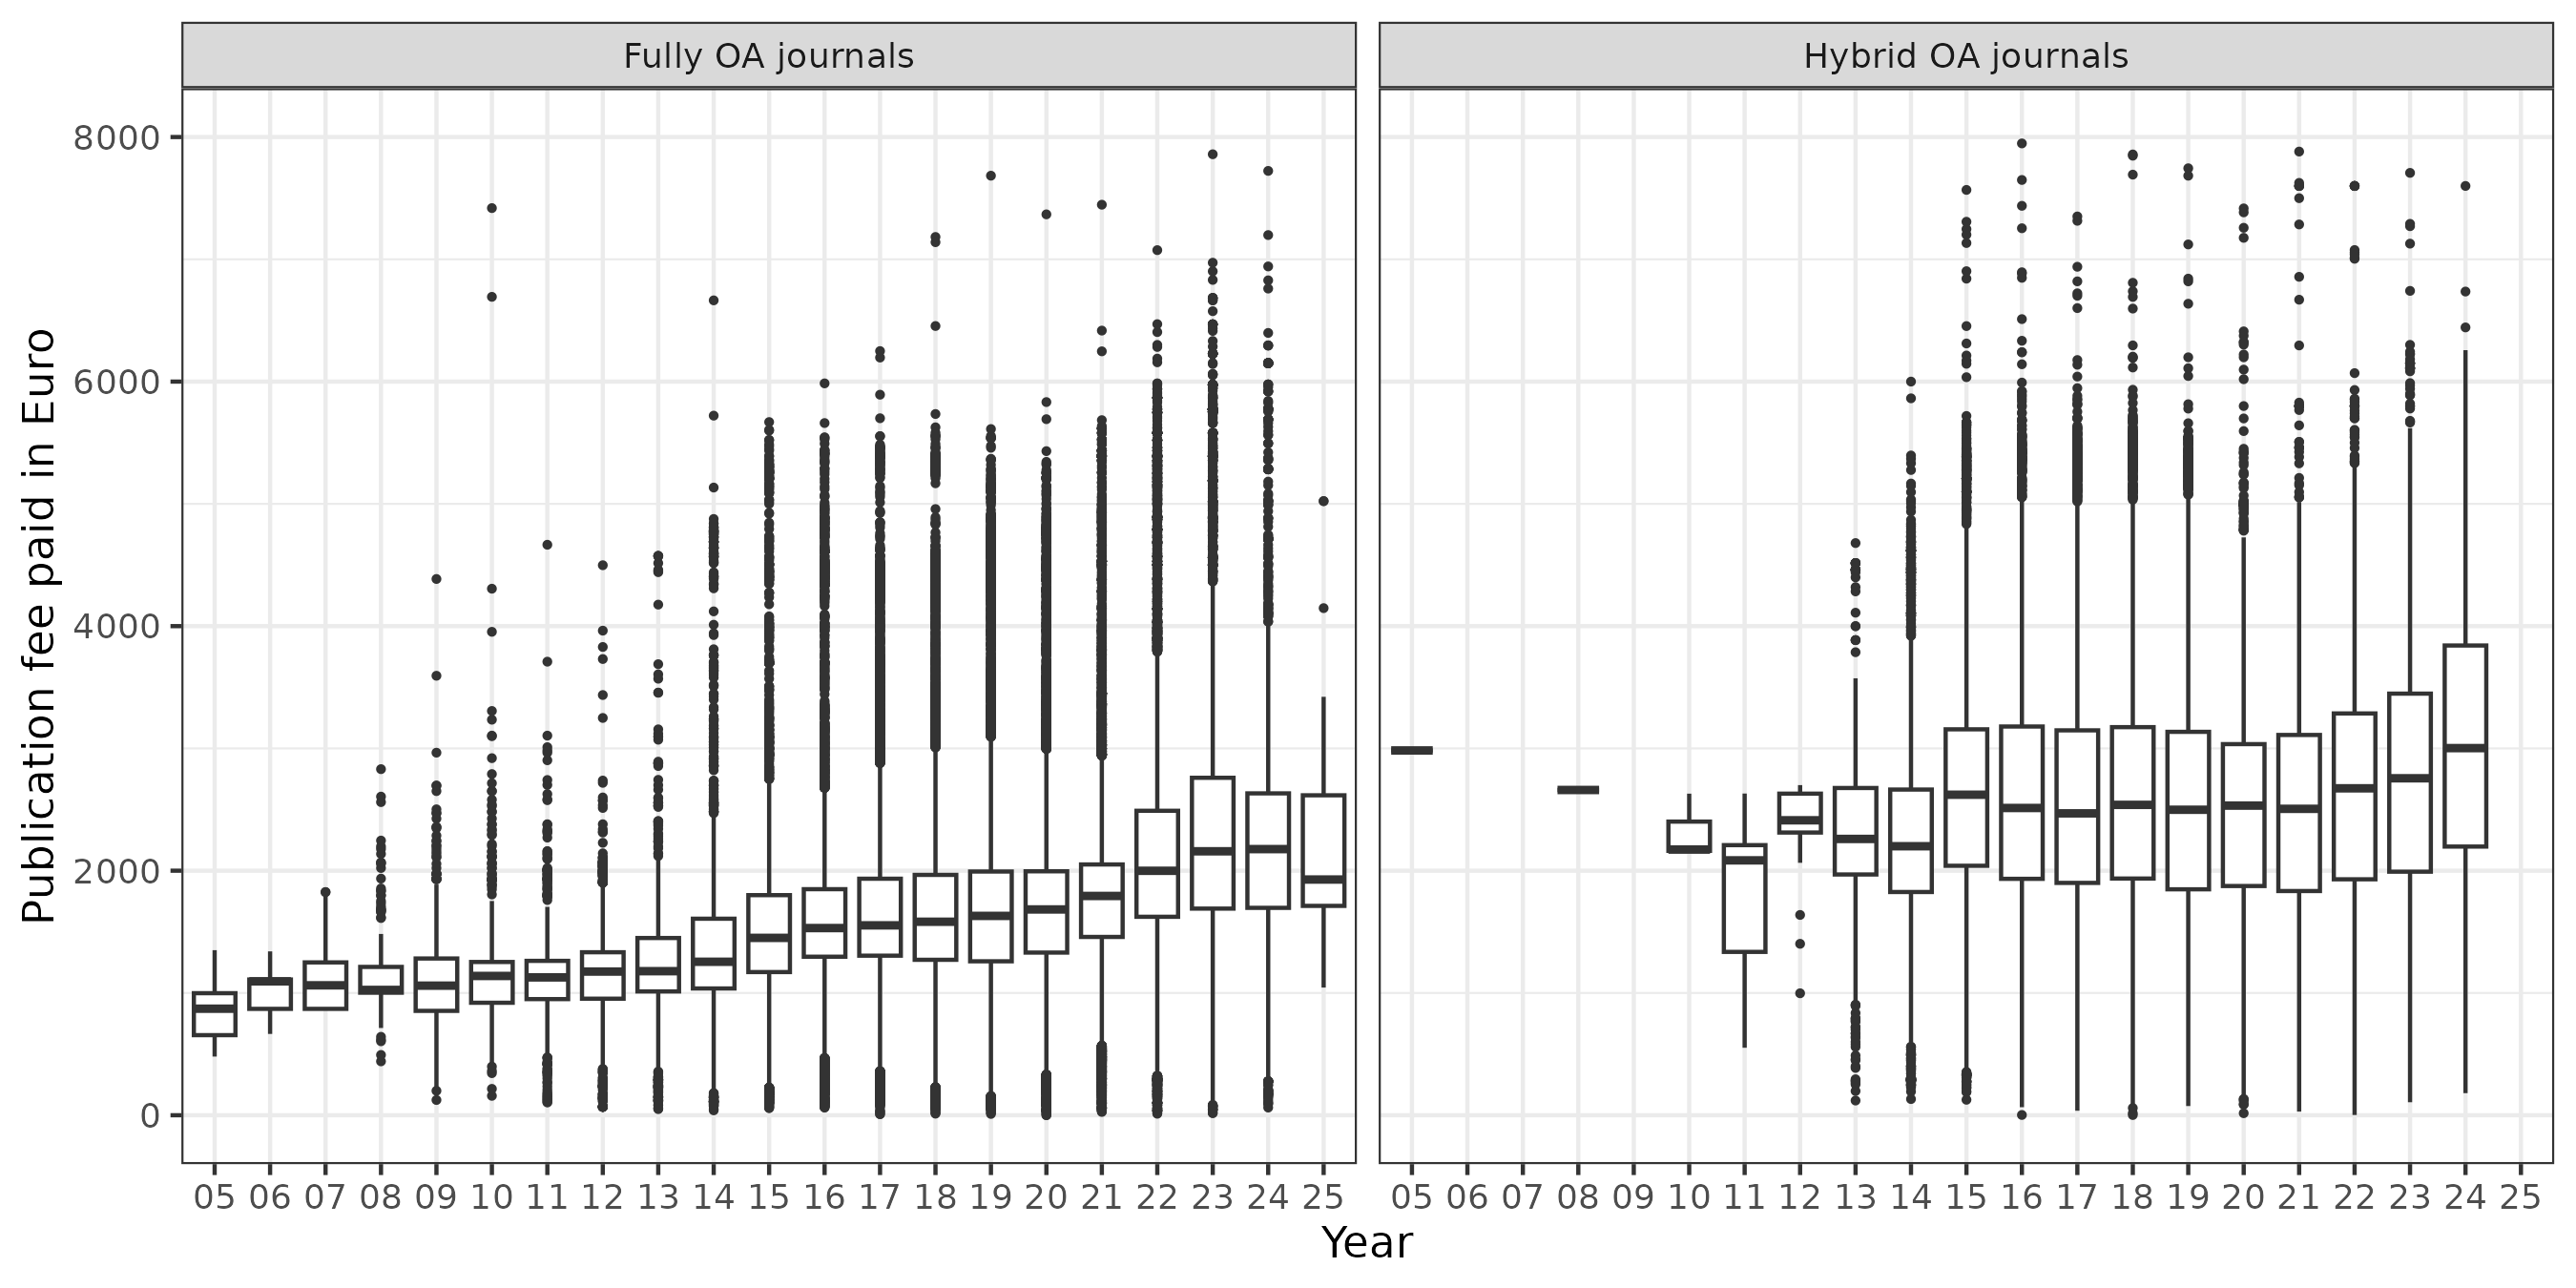 Fully OA journals
Hybrid OA journals
Publication fee paid in Euro
8000
6000
4000
2000
0
05 06 07 08 09 10 11 12 13 14 15 16 17 18 19 20 21 22 23 24 25
05 06 07 08 09 10 11 12 13 14 15 16 17 18 19 20 21 22 23 24 25
Year